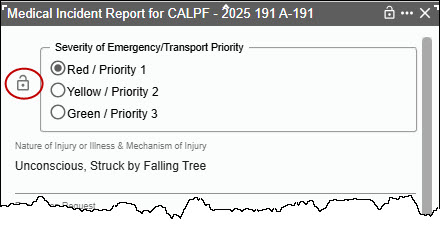 Medical Incident Report for CALPF - 2025 191 A-191
Severity of Emergency/Transport Priority
Red / Priority 1
Yellow / Priority 2
Green / Priority 3
Nature of Injury or Illness & Mechanism of Injury
Unconscious, Struck by Falling Tree
Request